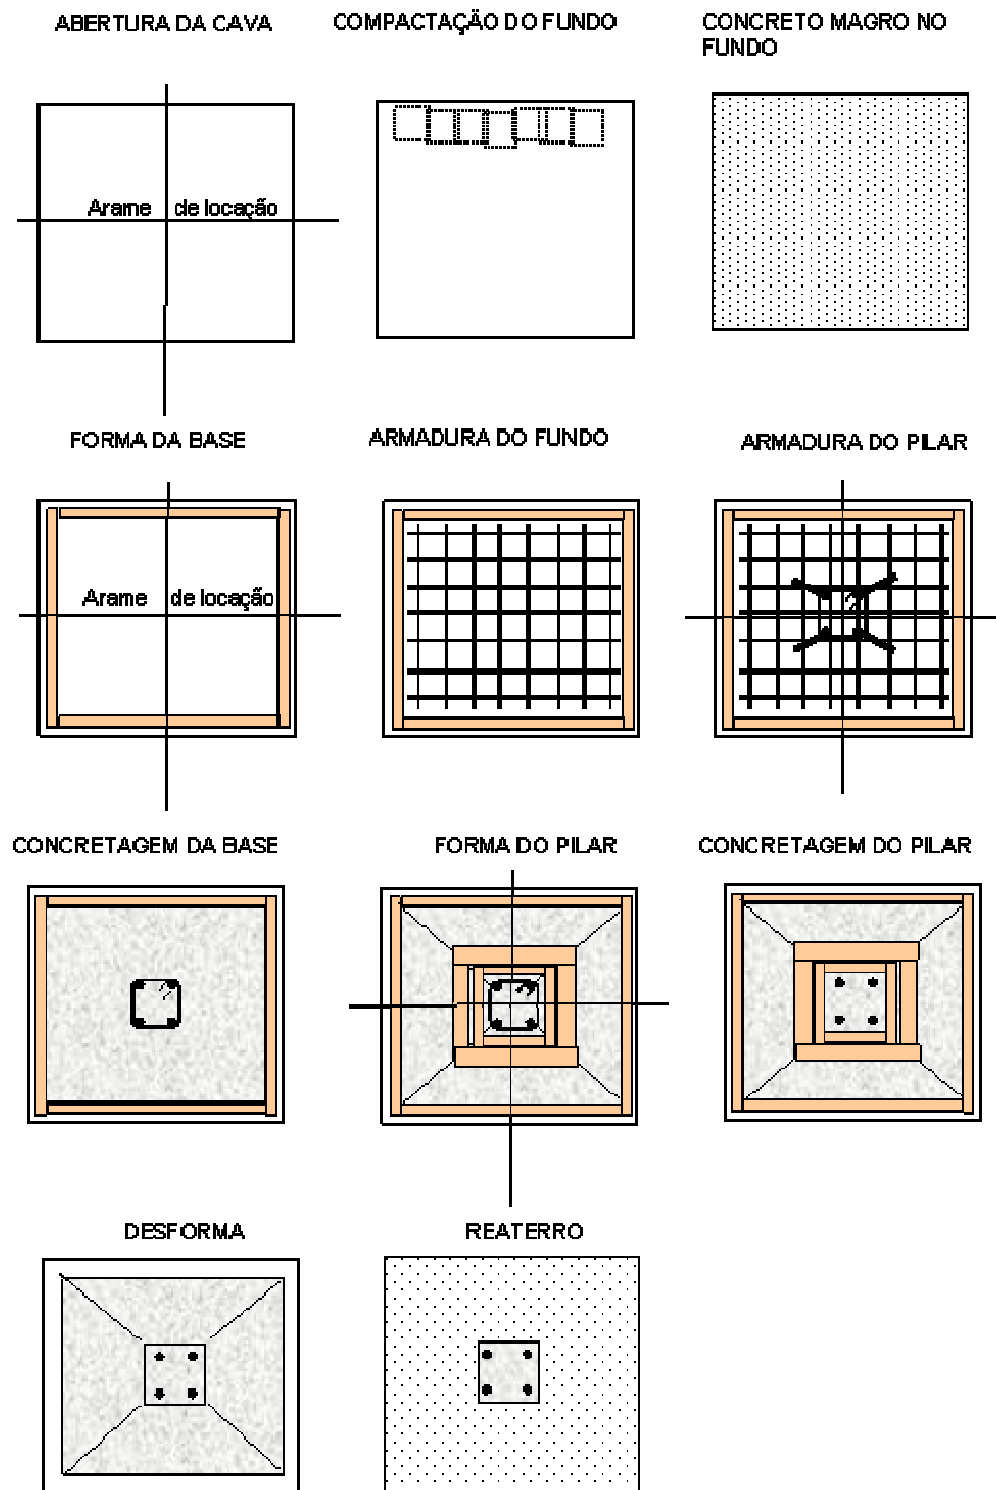 ABERTURA DA CAVA
COMPACTAÇÃO DO FUNDO
CONCRETO MAGRO NO
FUNDO
Arame de locação
FORMA DA BASE
ARMADURA DO FUNDO
ARMADURA DO PILAR
Arame de locação
CONCRETAGEM DA BASE
FORMA DO PILAR
CONCRETAGEM DO PILAR
DESFORMA
REATERRO